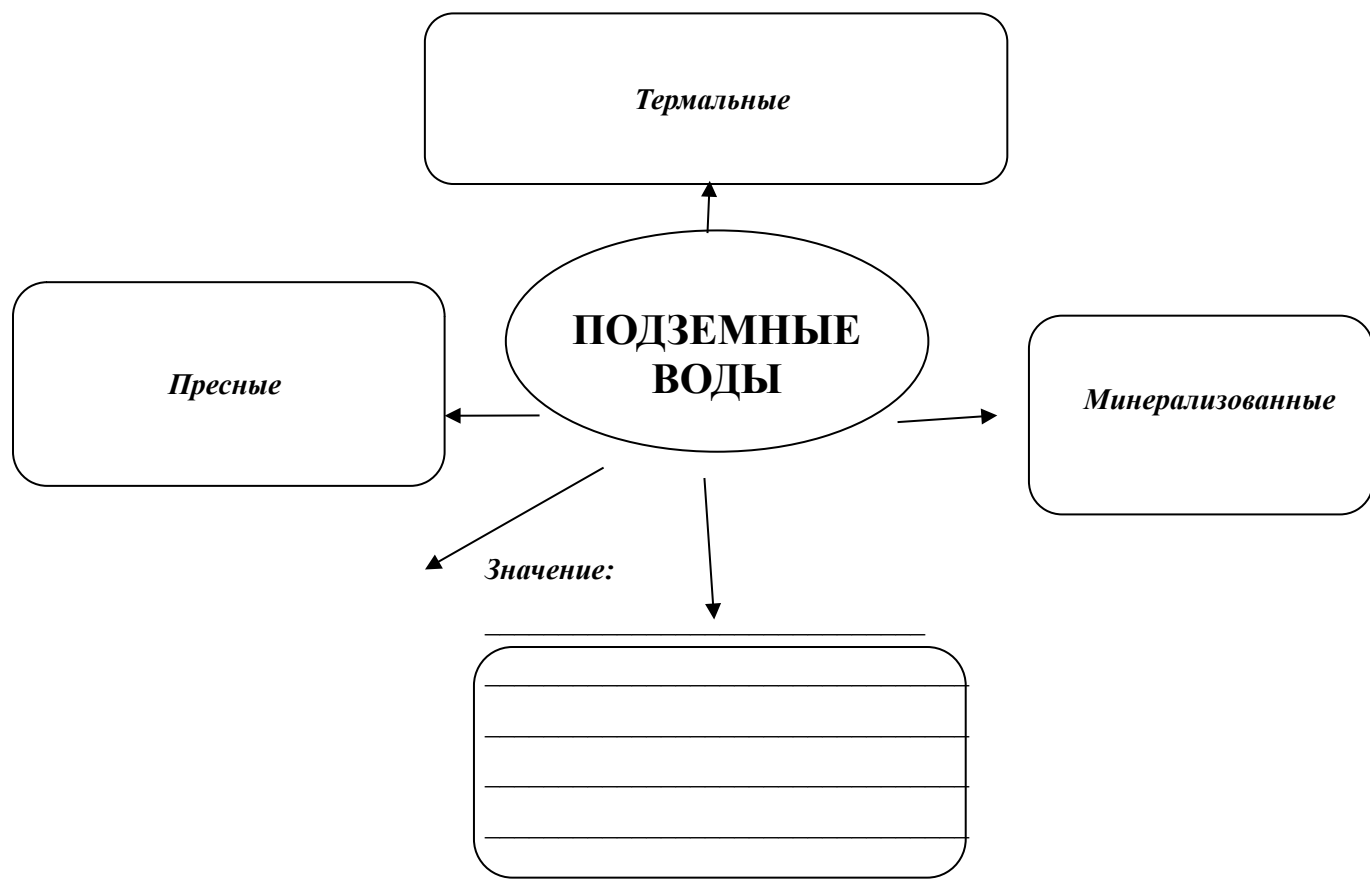 Термальные
ПОДЗЕМНЫЕ
ВОДЫ
Пресные
Минерализованные
Значение: